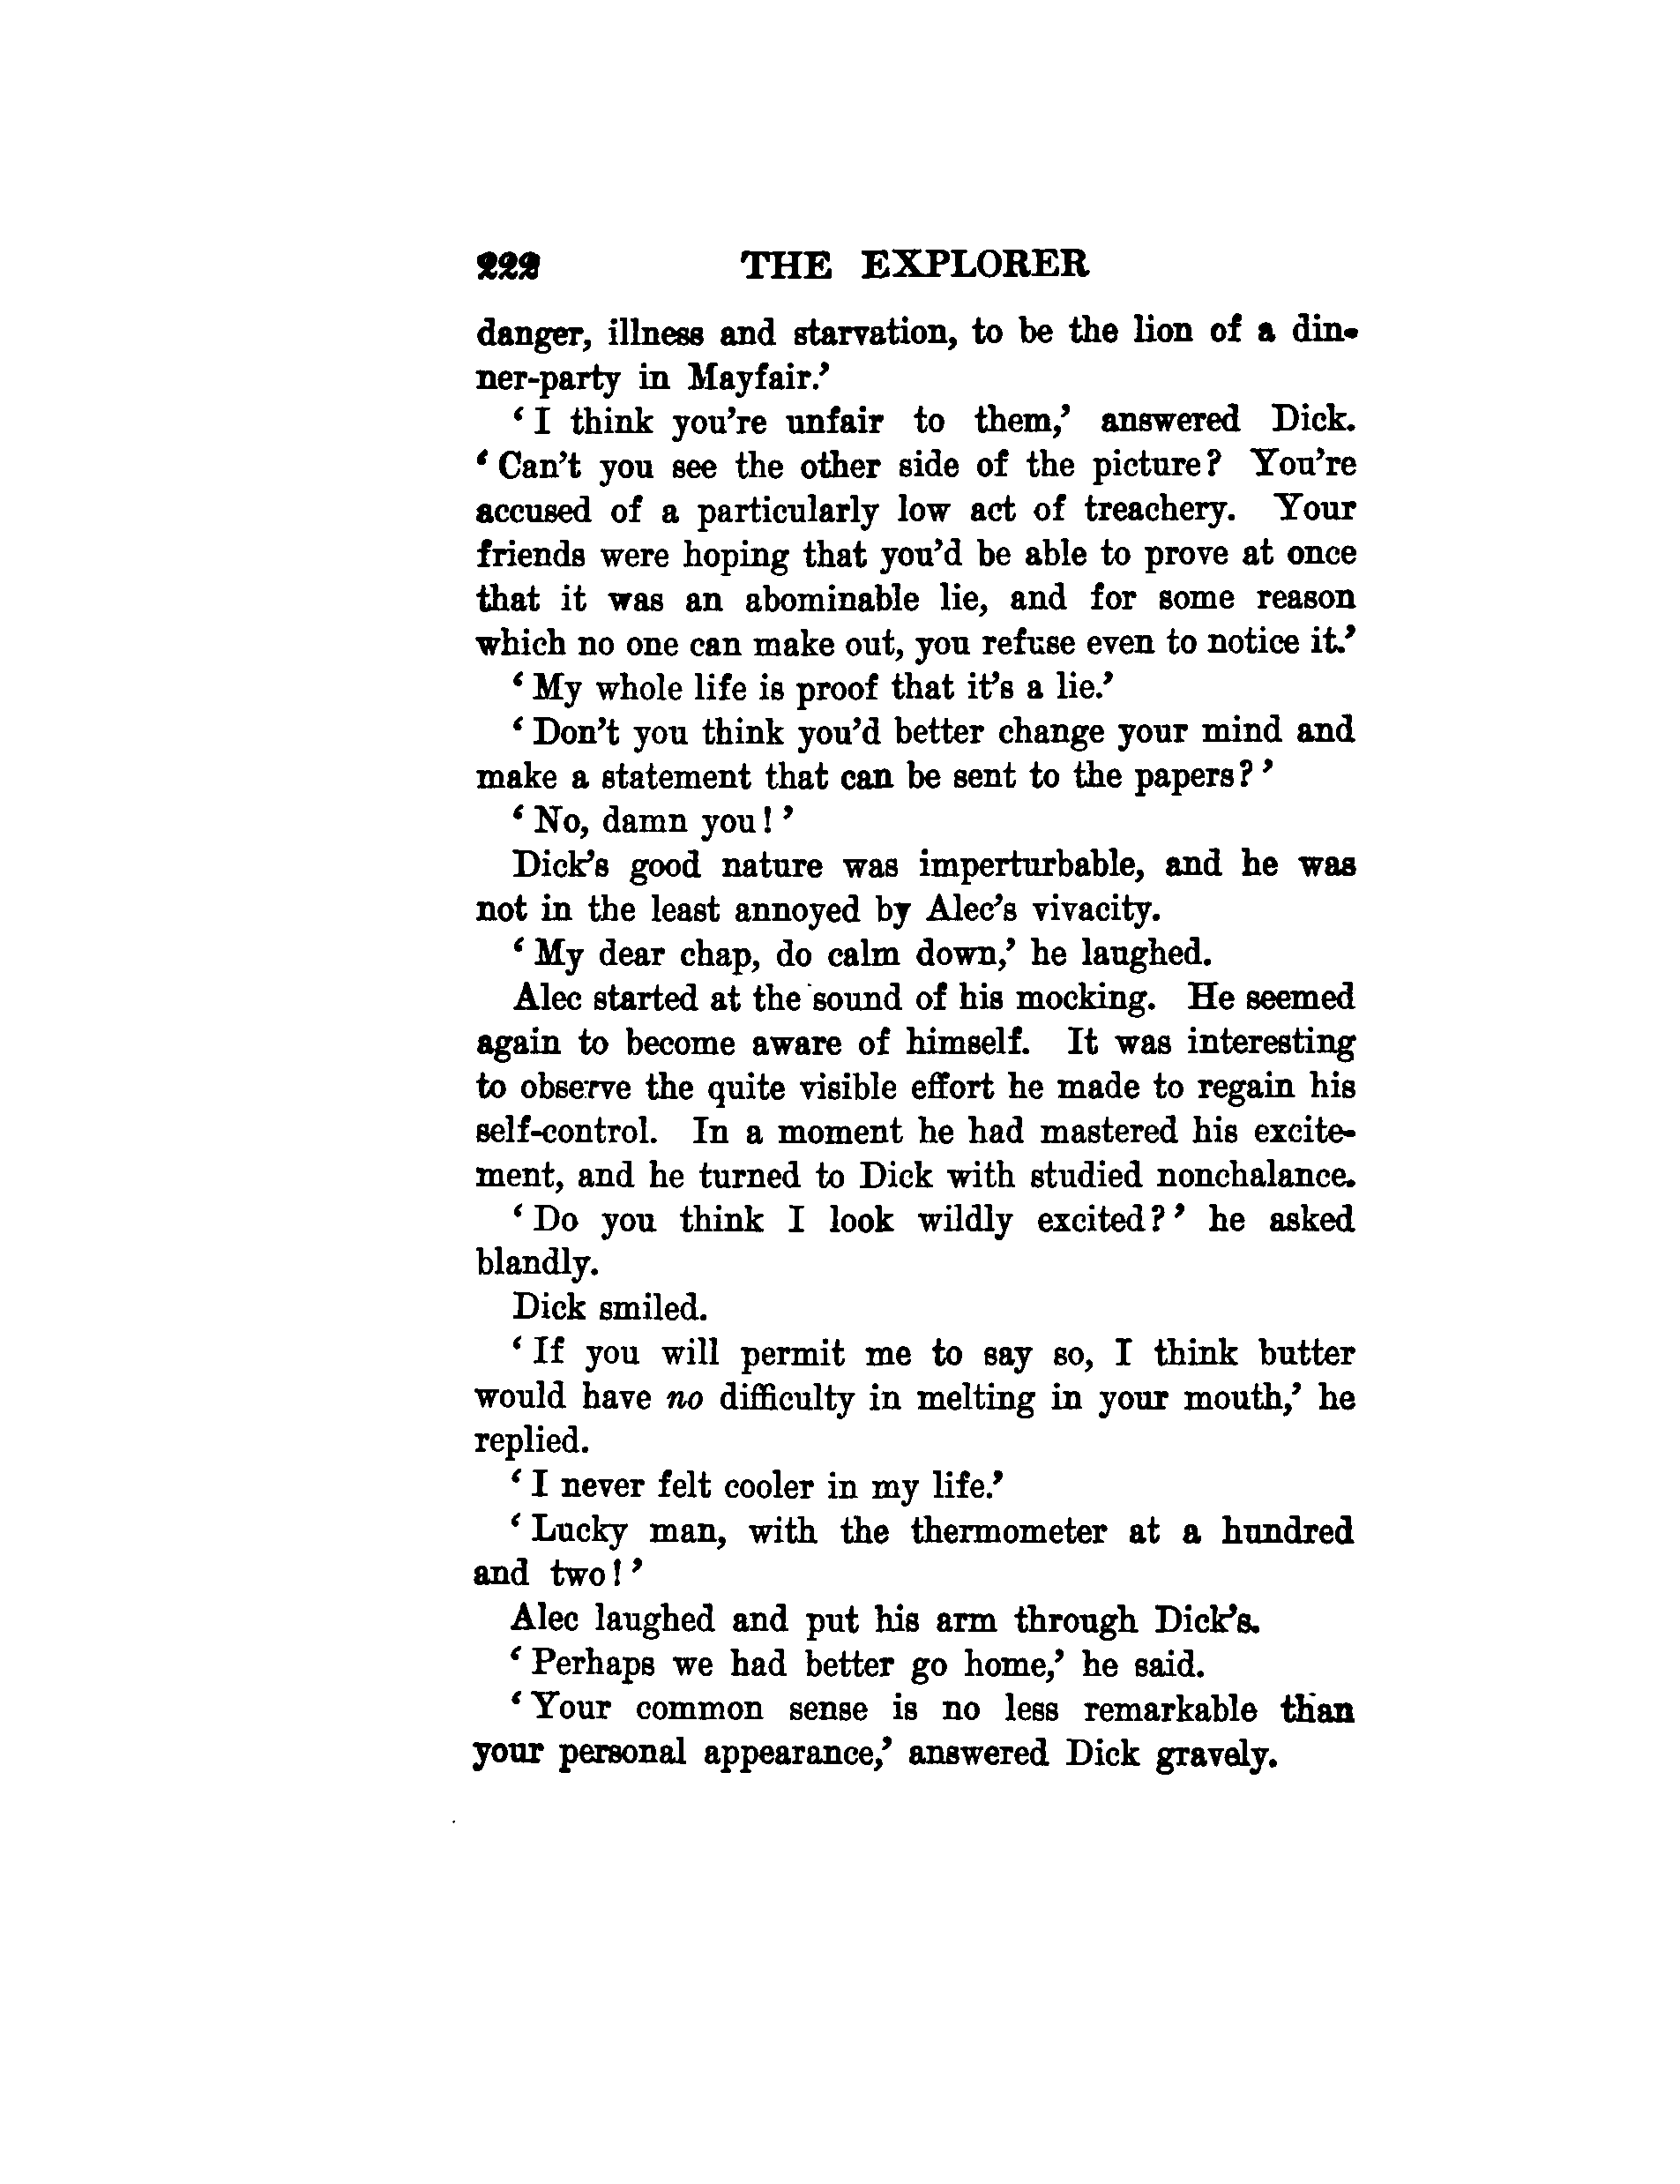 222 THE EXPLORER
danger, illness and starvation, to be the lion of a din-
ner-party in Mayfair.’
‘I think you’re unfair to them,’ answered Dick.
‘Can’t you see the other side of the picture? You’re
accused of a particularly low act of treachery. Your
friends were hoping that you’d be able to prove at once
that it was an abominable lie, and for some reason
which no one can make out, you refuse even to notice it.’
‘My whole life is proof that it’s a lie.’
‘Don’t you think you’d better change your mind and
make a statement that can be sent to the papers?’
‘No, damn you!’
Dick’s good nature was imperturbable, and he was
not in the least annoyed by Alec’s vivacity.
‘My dear chap, do calm down,’ he laughed.
Alec started at the sound of his mocking. He seemed
again to become aware of himself. It was interesting
to observe the quite visible effort he made to regain his
self-control. In a moment he had mastered his excite-
ment, and he turned to Dick with studied nonchalance.
‘Do you think I look wildly excited?’ he asked
blandly.
Dick smiled.
‘If you will permit me to say so, I think butter
would have no difficulty in melting in your mouth,’ he
replied.
‘I never felt cooler in my life.’
‘Lucky man, with the thermometer at a hundred
and two!’
Alec laughed and put his arm through Dick’s.
‘Perhaps we had better go home,’ he said.
‘Your common sense is no less remarkable than
your personal appearance,’ answered Dick gravely.